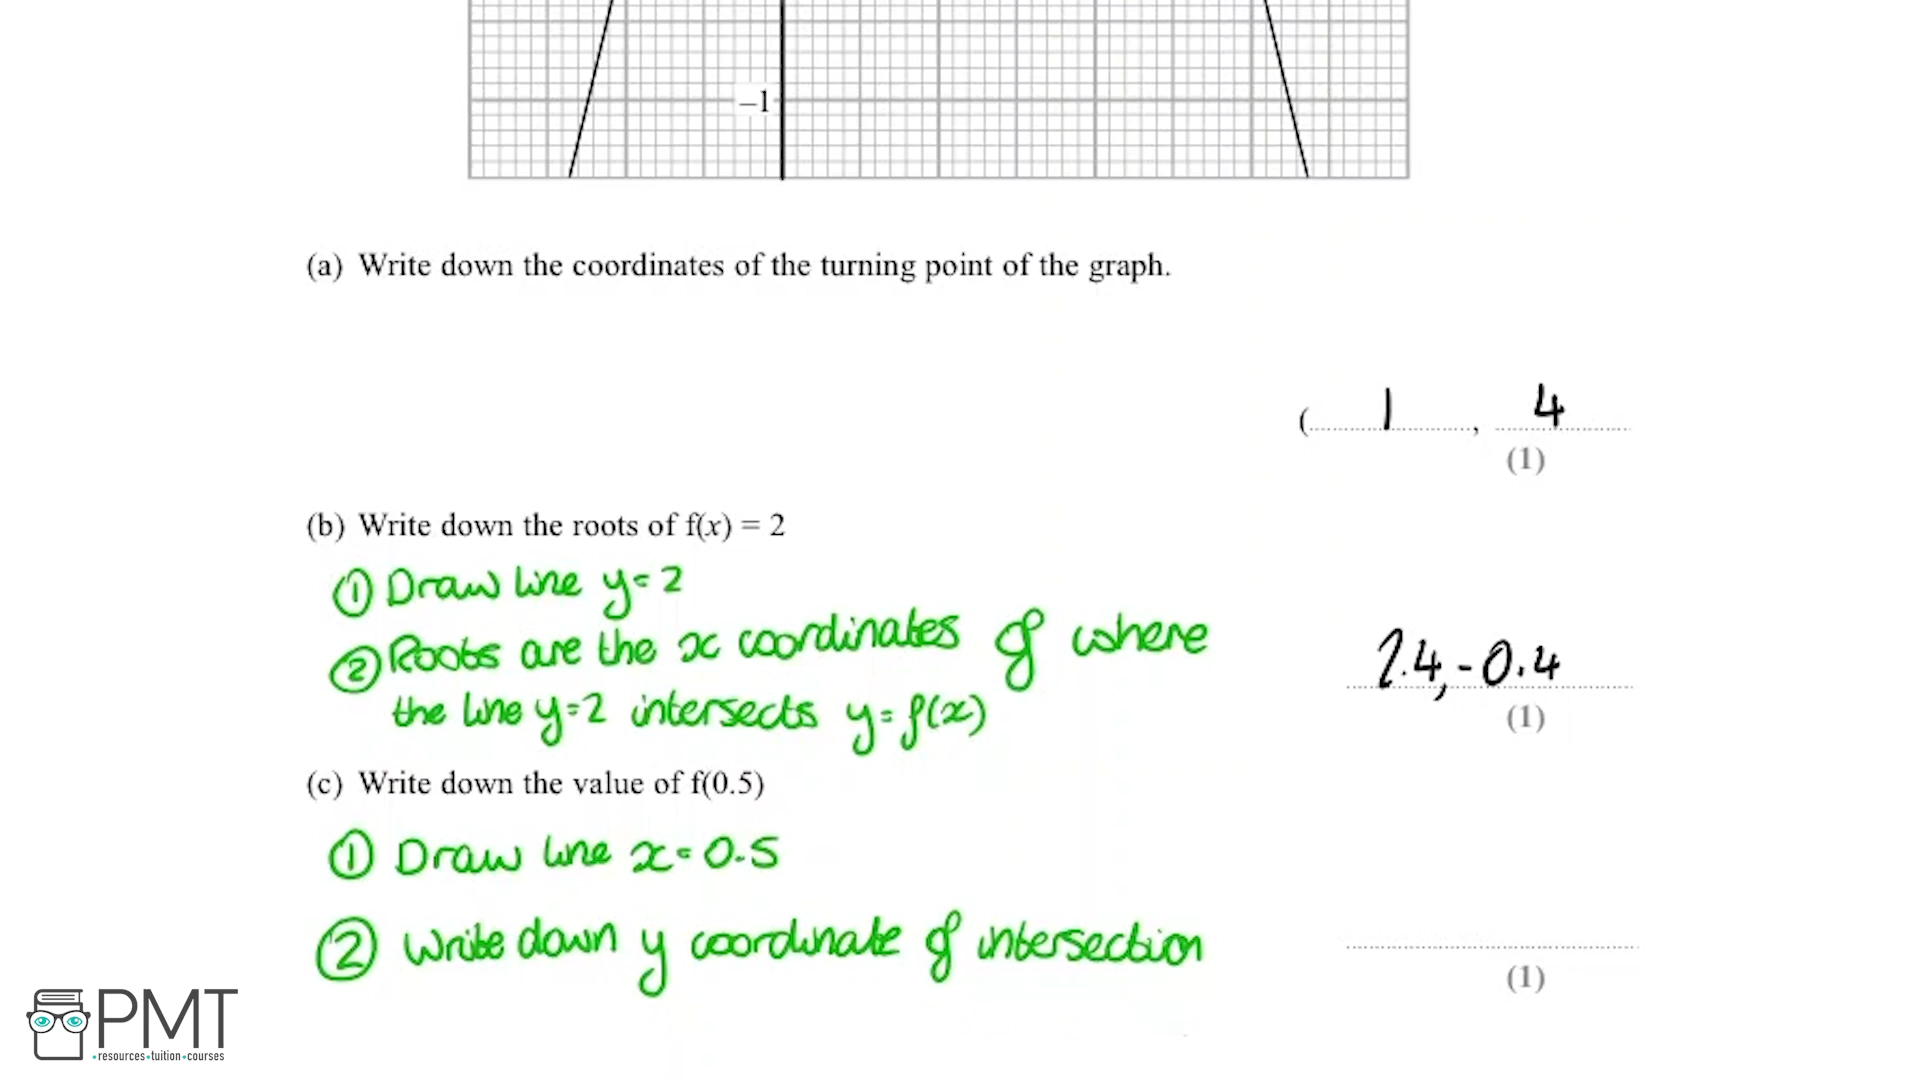 –1
(a) Write down the coordinates of the turning point of the graph.
( 1 , 4
(1)
(b) Write down the roots of f(x) = 2
① Draw line y=2
② Roots are the x coordinates of where
the line y=2 intersects y=f(x)
2.4, -0.4
(1)
(c) Write down the value of f(0.5)
① Draw line x=0.5
② Write down y coordinate of intersection
(1)
PMT
•resources•tuition•courses